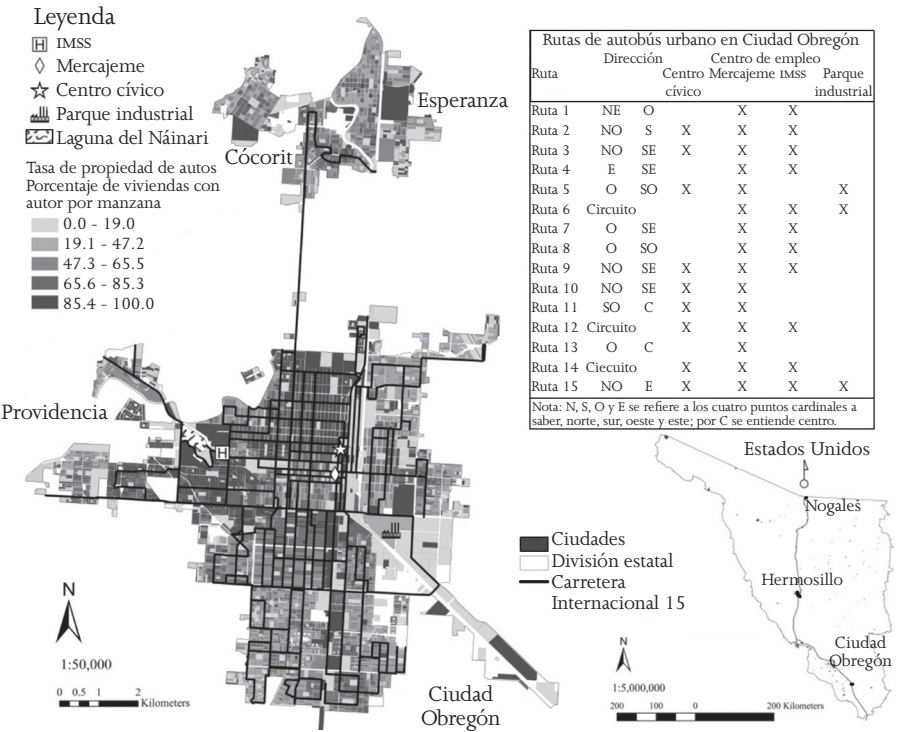 Leyenda
H IMSS
Mercajeme
Centro cívico
Parque industrial
Laguna del Náinari
Tasa de propiedad de autos
Porcentaje de viviendas con
autor por manzana
0.0 - 19.0
19.1 - 47.2
47.3 - 65.5
65.6 - 85.3
85.4 - 100.0
Esperanza
Cócorit
Providencia
H
N
1:50,000
0 0.5 1 2
Kilometers
Ciudad
Obregón
Rutas de autobús urbano en Ciudad Obregón
Dirección Centro de empleo
Ruta Centro Mercajeme IMSS Parque
cívico industrial
Ruta 1 NE O X X
Ruta 2 NO S X X X
Ruta 3 NO SE X X X
Ruta 4 E SE X X
Ruta 5 O SO X X X
Ruta 6 Circuito X X X
Ruta 7 O SE X X
Ruta 8 O SO X X
Ruta 9 NO SE X X X
Ruta 10 NO SE X X
Ruta 11 SO C X X
Ruta 12 Circuito X X X
Ruta 13 O C X
Ruta 14 Ciecuito X X X
Ruta 15 NO E X X X X
Nota: N, S, O y E se refiere a los cuatro puntos cardinales a
saber, norte, sur, oeste y este; por C se entiende centro.
Estados Unidos
Nogales
Hermosillo
Ciudad
Obregón
Ciudades
División estatal
Carretera
Internacional 15
N
1:5,000,000
200 100 0 200 Kilometers